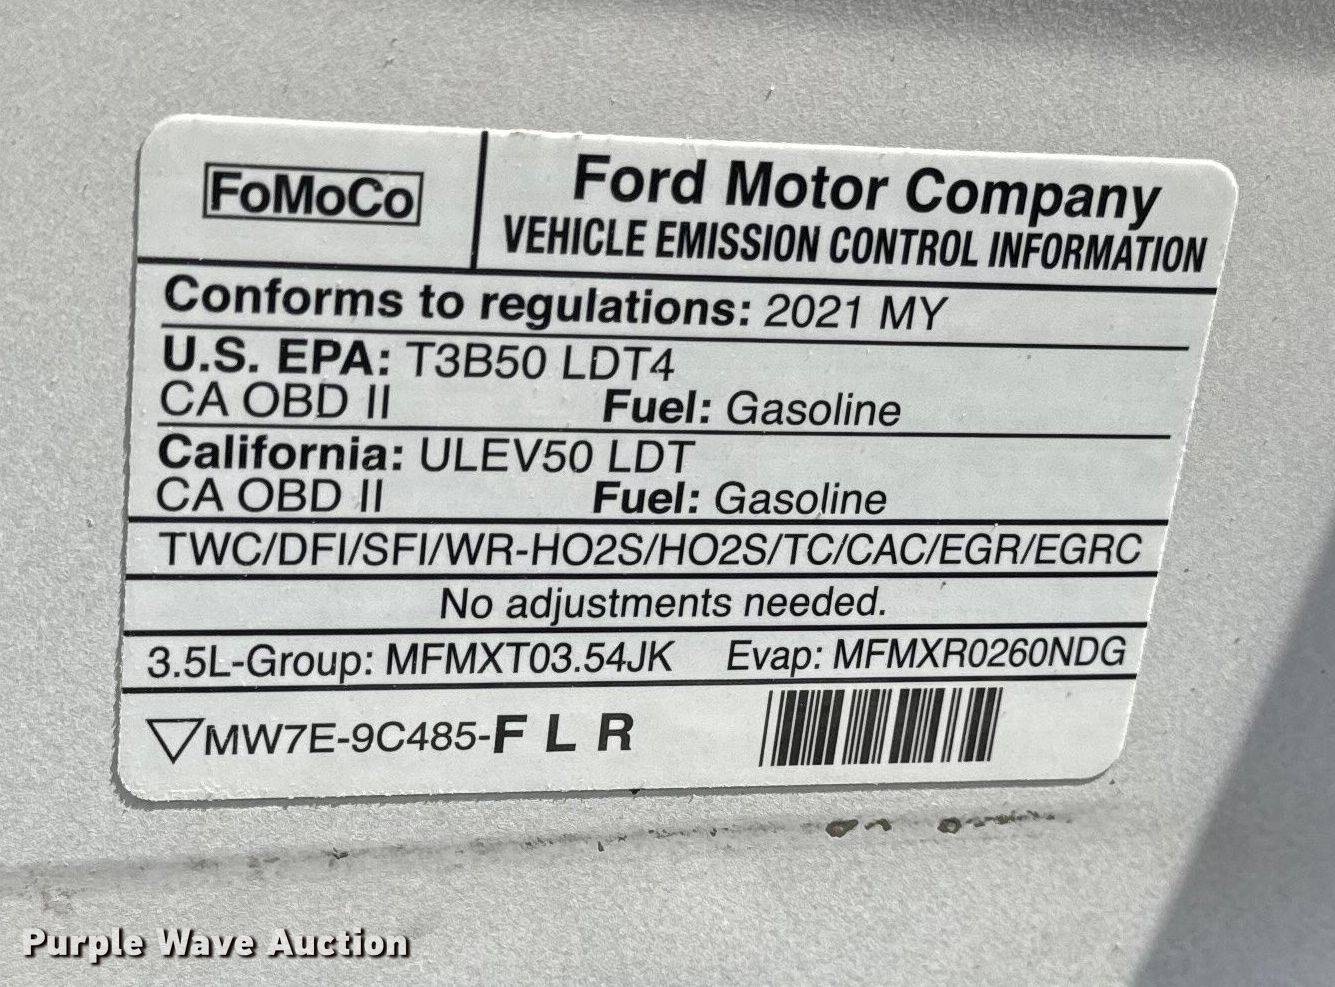 FoMoCo
Ford Motor Company
VEHICLE EMISSION CONTROL INFORMATION
Conforms to regulations: 2021 MY
U.S. EPA: T3B50 LDT4
CA OBD II Fuel: Gasoline
California: ULEV50 LDT
CA OBD II Fuel: Gasoline
TWC/DFI/SFI/WR-HO2S/HO2S/TC/CAC/EGR/EGRC
No adjustments needed.
3.5L-Group: MFMXT03.54JK Evap: MFMXR0260NDG
MW7E-9C485-F L R
Purple Wave Auction